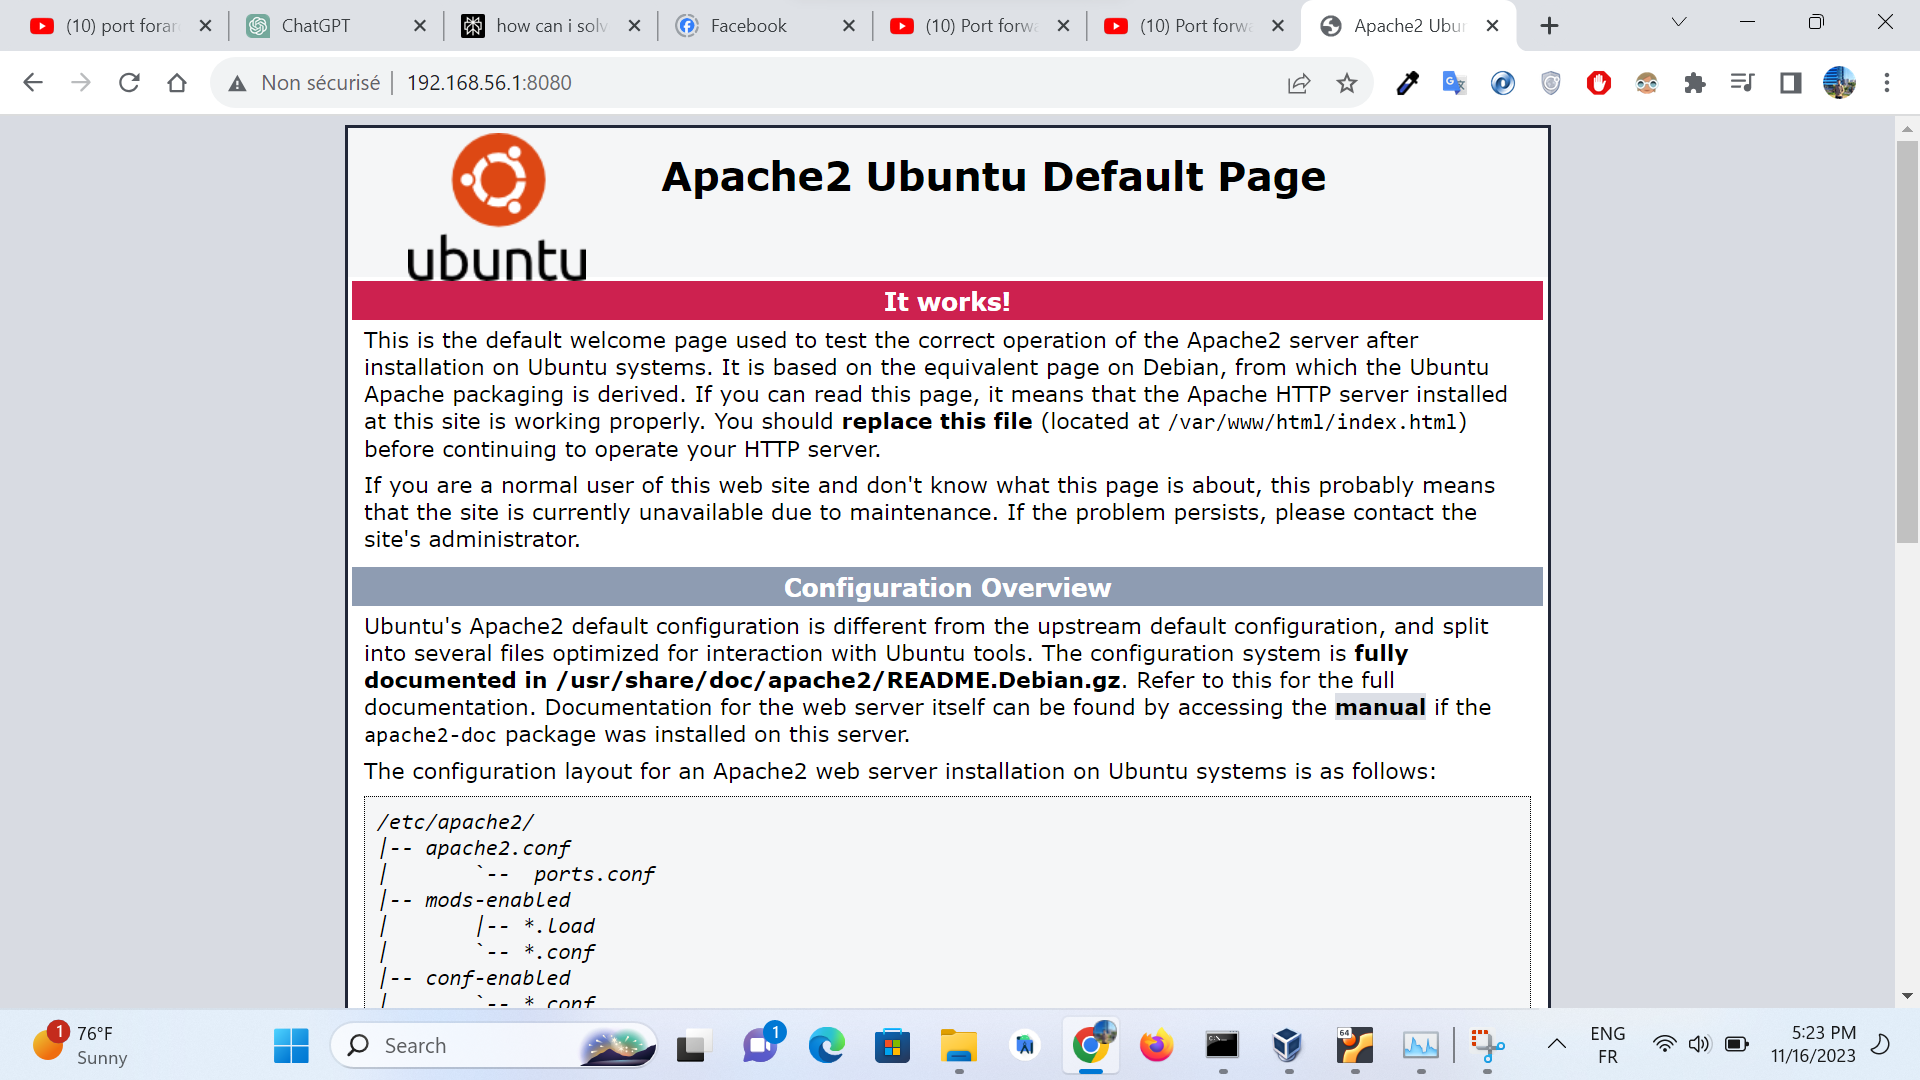 (10) port forar
ChatGPT
how can i solv
Facebook
(10) Port forwa
(10) Port forwa
Apache2 Ubun
Non sécurisé
192.168.56.1:8080
ubuntu
Apache2 Ubuntu Default Page
It works!
This is the default welcome page used to test the correct operation of the Apache2 server after
installation on Ubuntu systems. It is based on the equivalent page on Debian, from which the Ubuntu
Apache packaging is derived. If you can read this page, it means that the Apache HTTP server installed
at this site is working properly. You should replace this file (located at /var/www/html/index.html)
before continuing to operate your HTTP server.
If you are a normal user of this web site and don't know what this page is about, this probably means
that the site is currently unavailable due to maintenance. If the problem persists, please contact the
site's administrator.
Configuration Overview
Ubuntu's Apache2 default configuration is different from the upstream default configuration, and split
into several files optimized for interaction with Ubuntu tools. The configuration system is fully
documented in /usr/share/doc/apache2/README.Debian.gz. Refer to this for the full
documentation. Documentation for the web server itself can be found by accessing the manual if the
apache2-doc package was installed on this server.
The configuration layout for an Apache2 web server installation on Ubuntu systems is as follows:
/etc/apache2/
|-- apache2.conf
|       `--  ports.conf
|-- mods-enabled
|       |-- *.load
|       `-- *.conf
|-- conf-enabled
|       `-- *.conf
1
76°F
Sunny
Search
1
64
ENG
FR
5:23 PM
11/16/2023